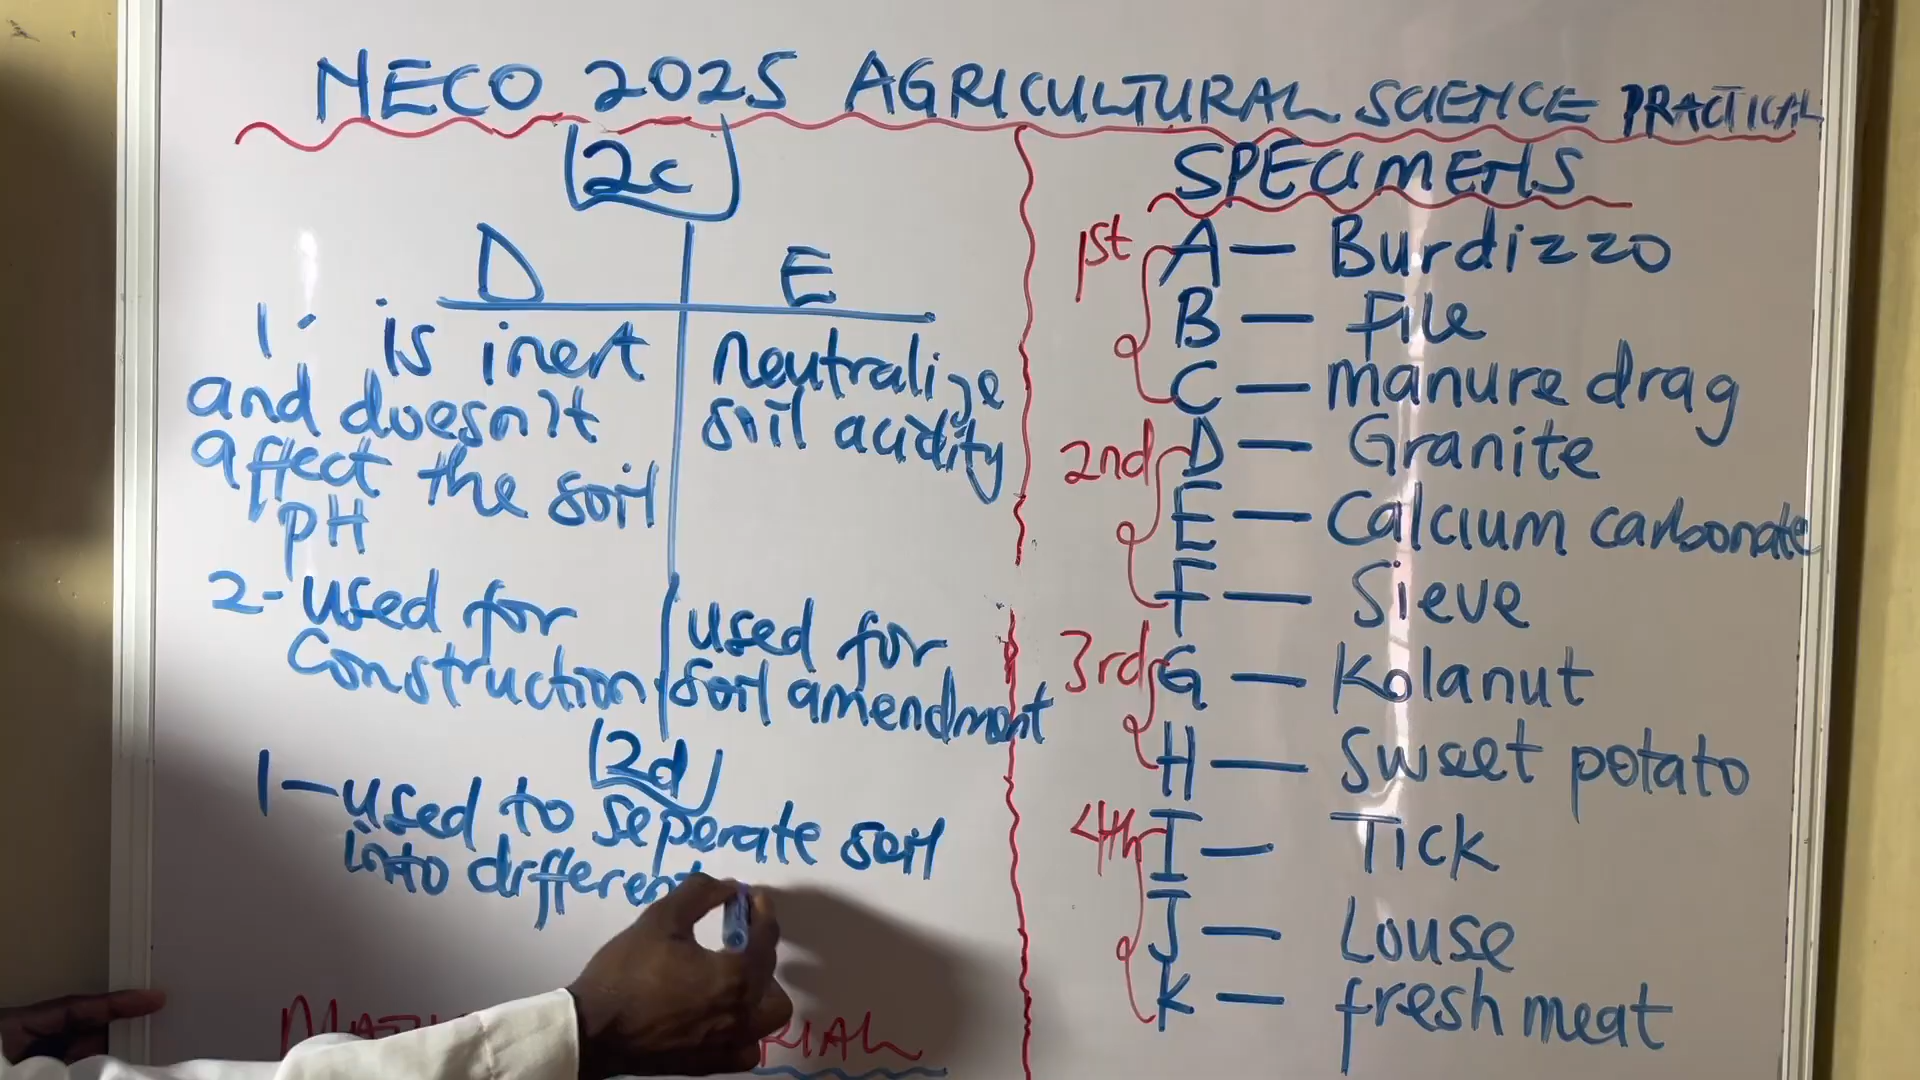 NECO 2025 AGRICULTURAL SCIENCE PRACTICAL
2c
D E
1. is inert
and doesn't
affect the soil
pH
neutralize
soil acidity
2- used for
Construction
used for
soil amendment
2d
1- used to seperate soil
into different
SPECIMENS
1st
A — Burdizzo
B — File
C — manure drag
2nd
D — Granite
E — Calcium carbonate
F — Sieve
3rd
G — Kolanut
H — Sweet potato
4th
I — Tick
J — Louse
K — fresh meat